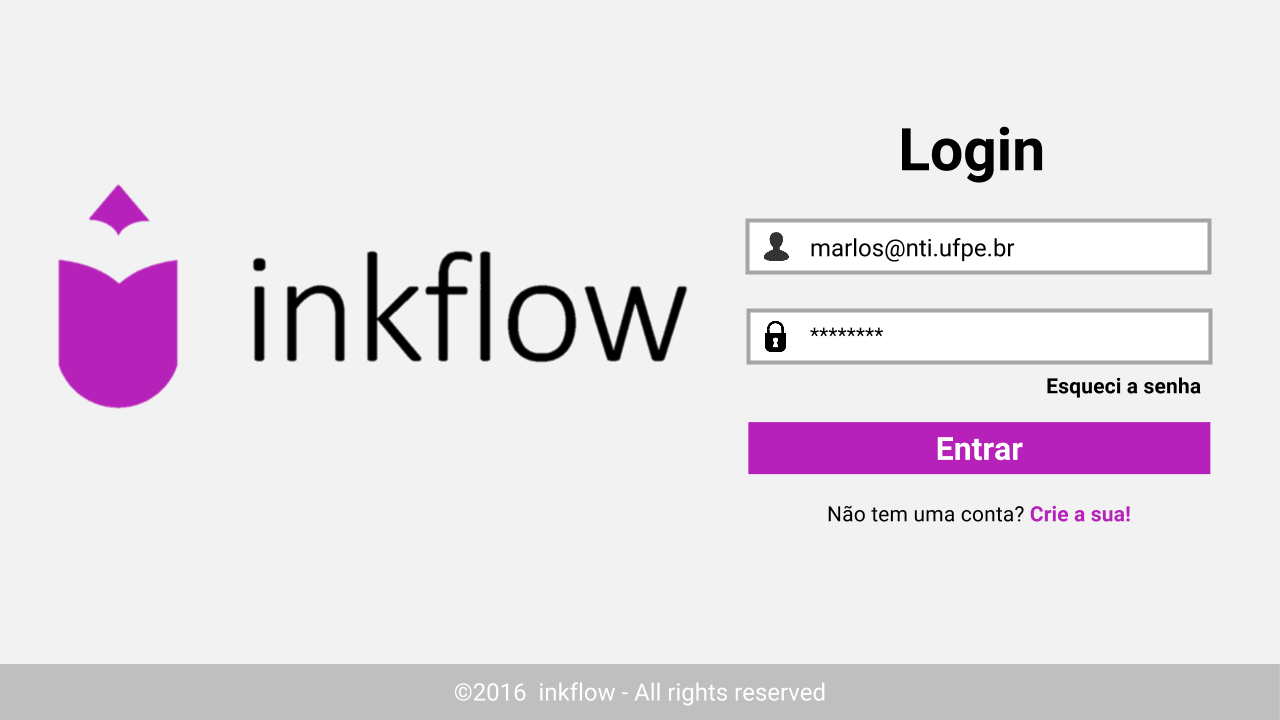 inkflow
Login
marlos@nti.ufpe.br
********
Esqueci a senha
Entrar
Não tem uma conta? Crie a sua!
©2016 inkflow - All rights reserved